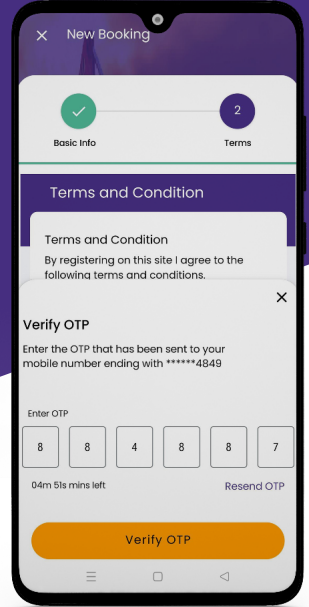 New Booking
2
Basic Info
Terms
Terms and Condition
Terms and Condition
By registering on this site I agree to the
following terms and conditions.
Verify OTP
Enter the OTP that has been sent to your
mobile number ending with ******4849
Enter OTP
8 8 4 8 8 7
04m 51s mins left
Resend OTP
Verify OTP